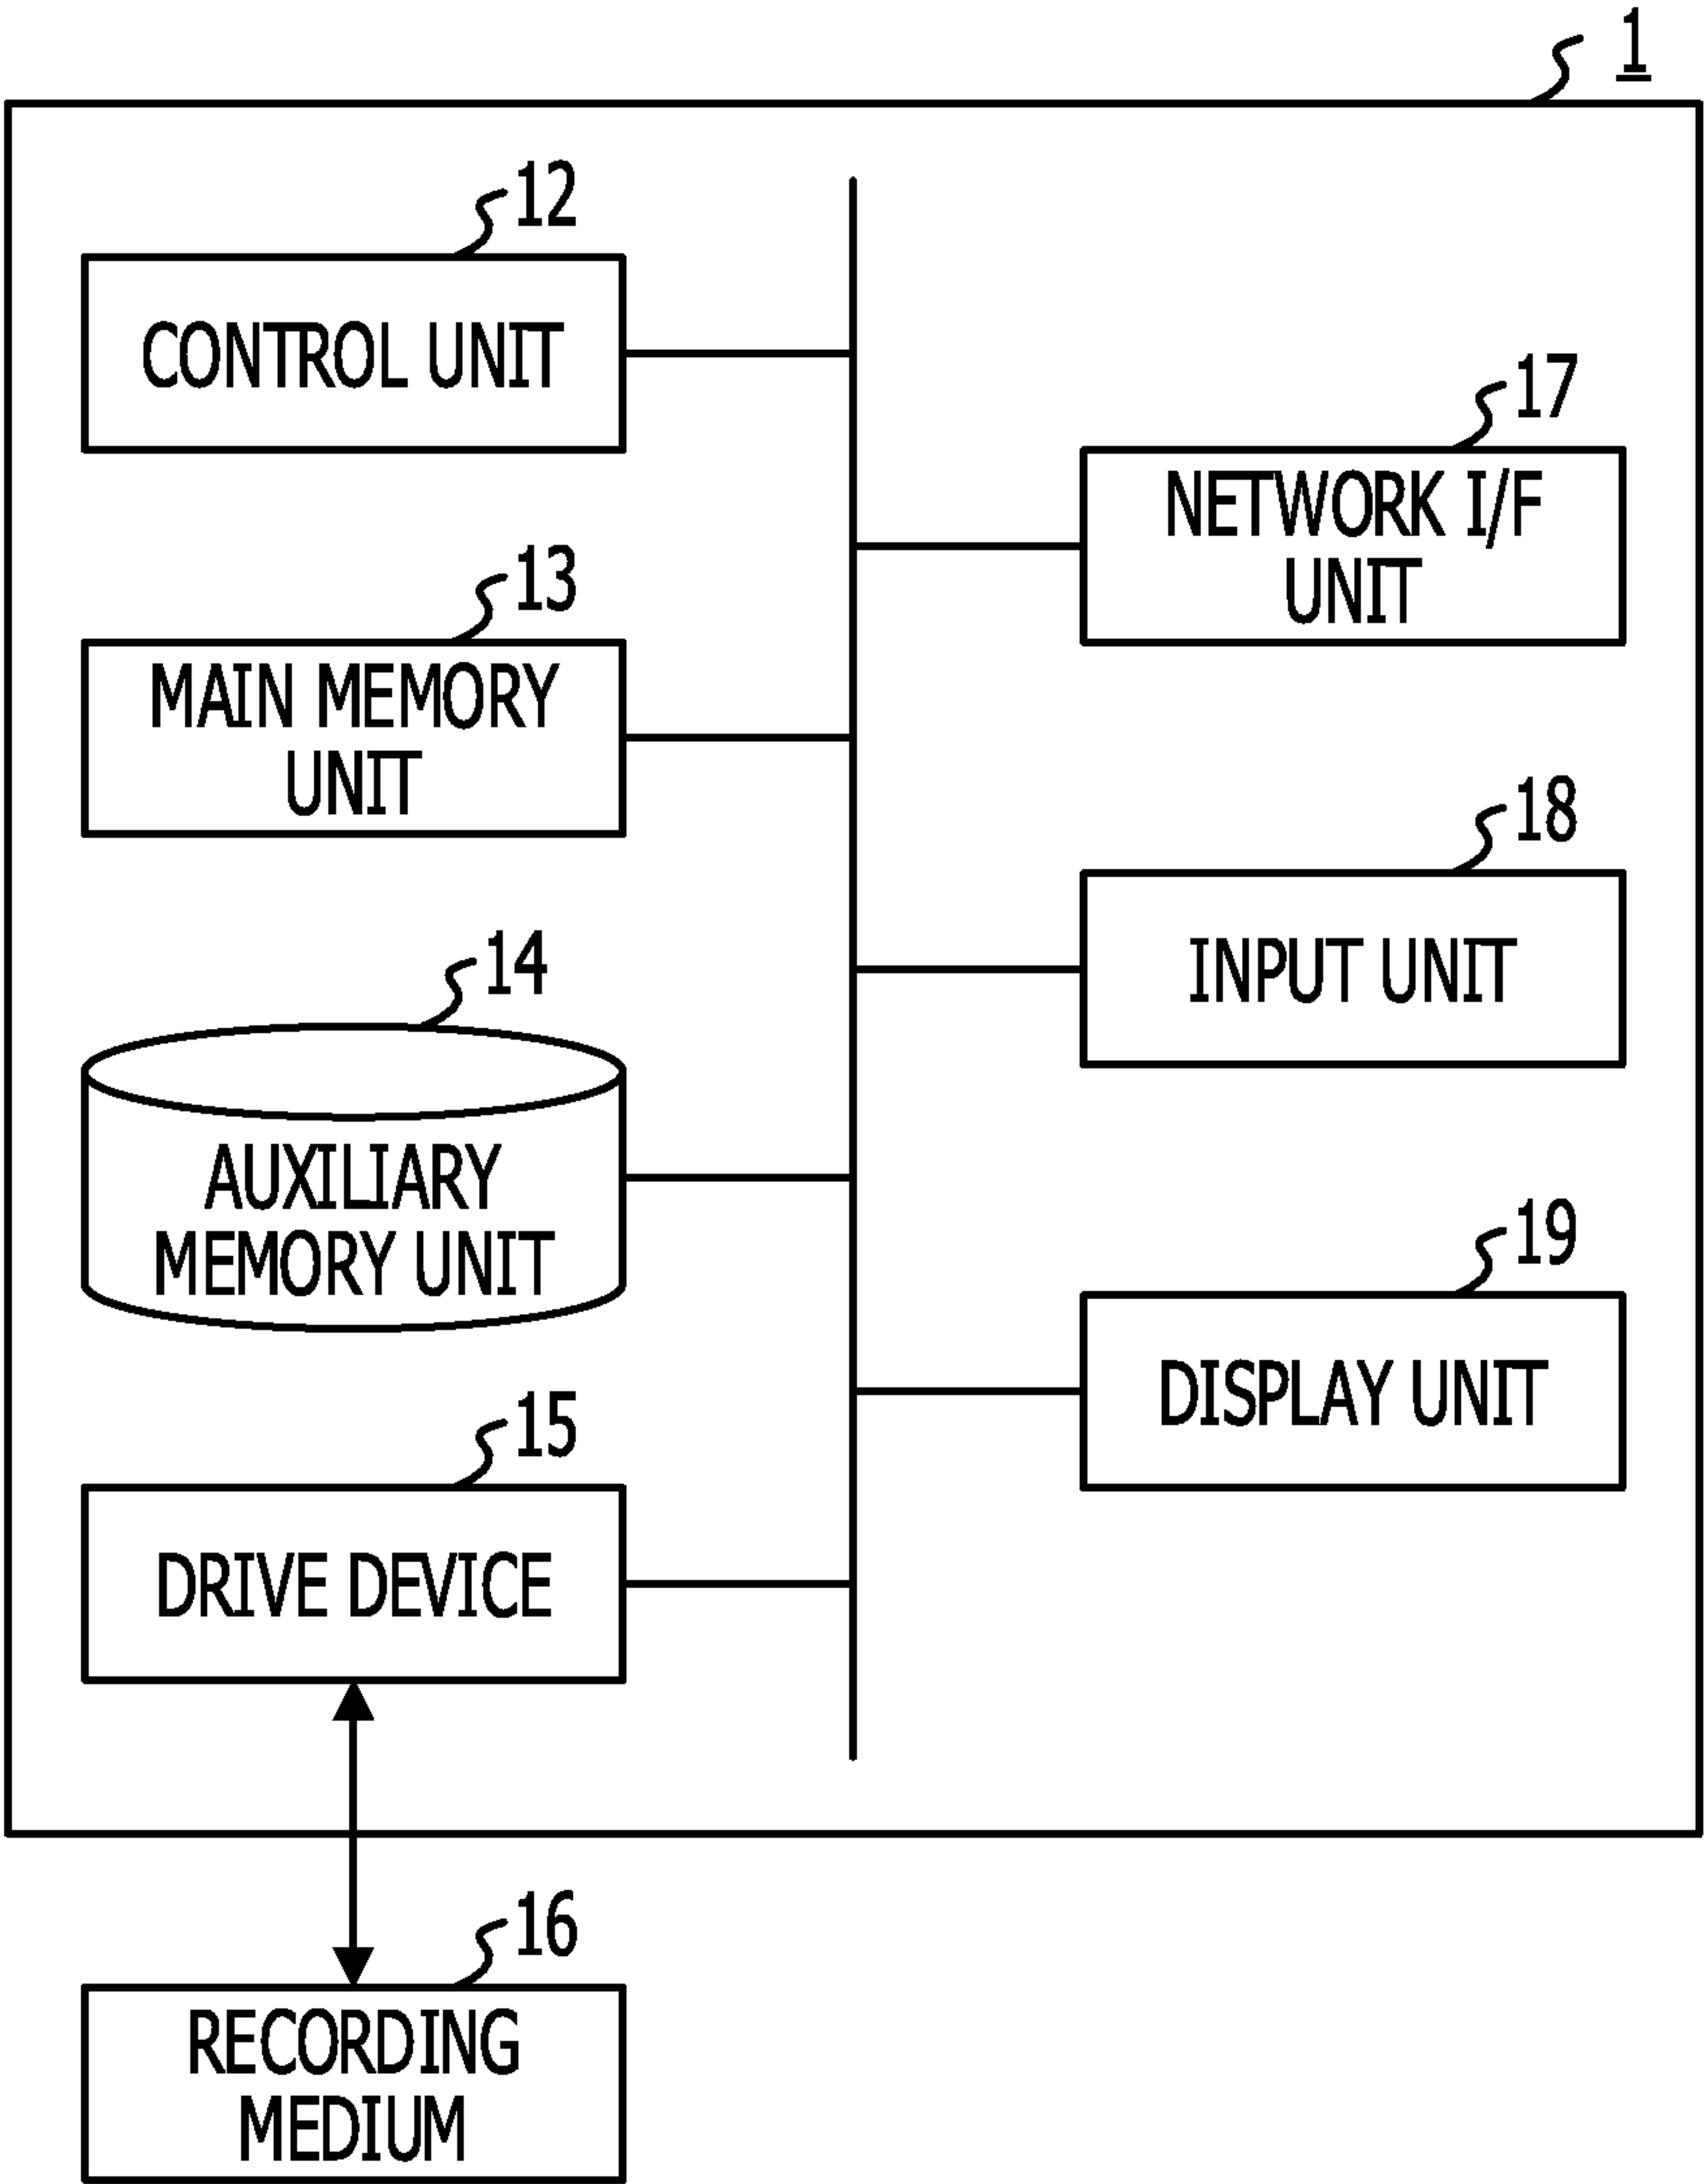 1
12
CONTROL UNIT
13
MAIN MEMORY
UNIT
14
AUXILIARY
MEMORY UNIT
15
DRIVE DEVICE
16
RECORDING
MEDIUM
17
NETWORK I/F
UNIT
18
INPUT UNIT
19
DISPLAY UNIT